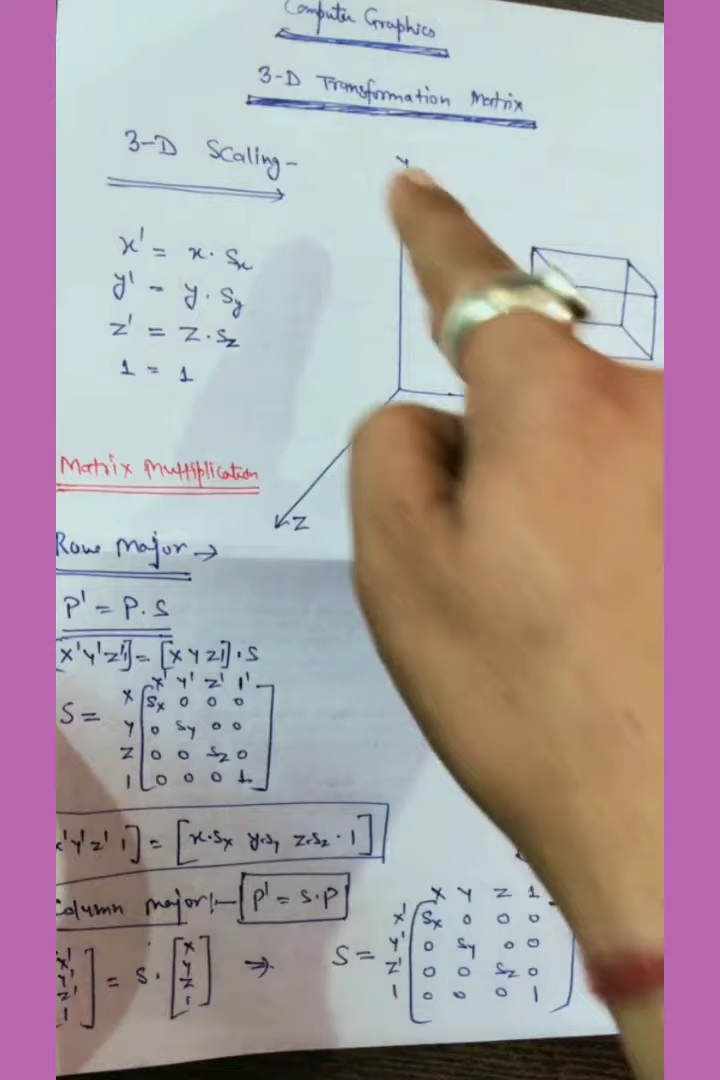 Computer Graphics
3-D Transformation Matrix
3-D Scaling-
x' = x. Sx
y' = y. Sy
z' = z. Sz
1 = 1
Y
Z
Matrix Multiplication
Row Major →
P' = P. S
[X' Y' Z' 1] = [X Y Z 1] . S
X' Y' Z' 1'
S =
X Sx 0 0 0
Y 0 Sy 0 0
Z 0 0 Sz 0
1 0 0 0 1
x' y' z' 1] = [x.Sx y.Sy z.Sz . 1]
Column major:- P' = S.P
X' Y' Z' 1] = S. [X Y Z 1] ⇒
X Y Z 1
S =
X' Sx 0 0 0
Y' 0 Sy 0 0
Z' 0 0 Sz 0
1 0 0 0 1